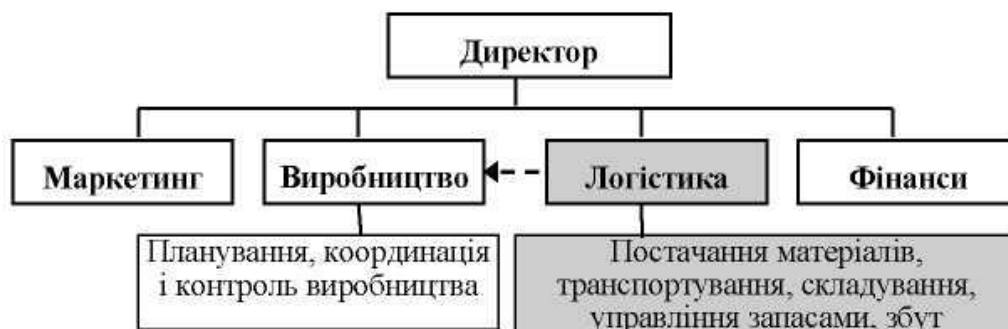 Директор
Маркетинг
Виробництво
Логістика
Фінанси
Планування, координація
і контроль виробництва
Постачання матеріалів,
транспортування, складування,
управління запасами, збут